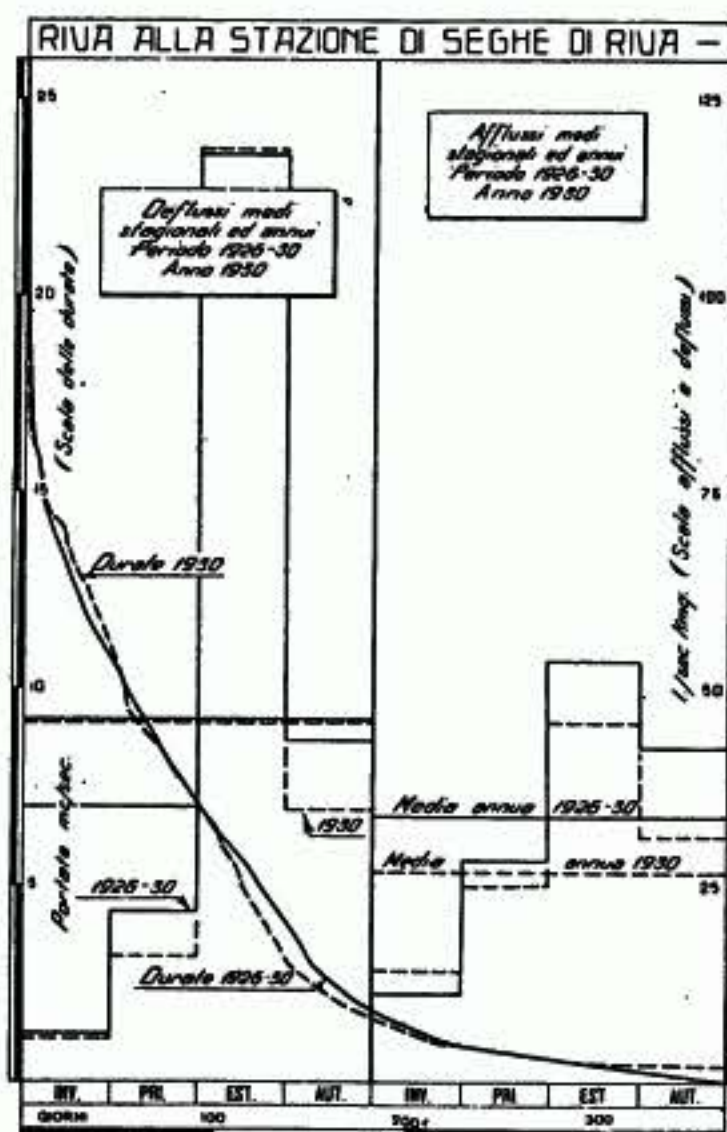 RIVA ALLA STAZIONE DI SEGHE DI RIVA –
25
125
Deflussi medi
stagionali ed annui
Periodo 1926-30
Anno 1930
Afflussi medi
stagionali ed annui
Periodo 1926-30
Anno 1930
20
100
(Scala delle durate)
15
75
Durate 1930
l/sec Kmq. (Scala afflussi e deflussi)
10
50
Portate mc/sec.
1930
Media annua 1926-30
Media annua 1930
5
25
1926-30
Durate 1926-30
INV. PRI. EST. AUT. INV. PRI. EST AUT.
GIORNI 100 200 300